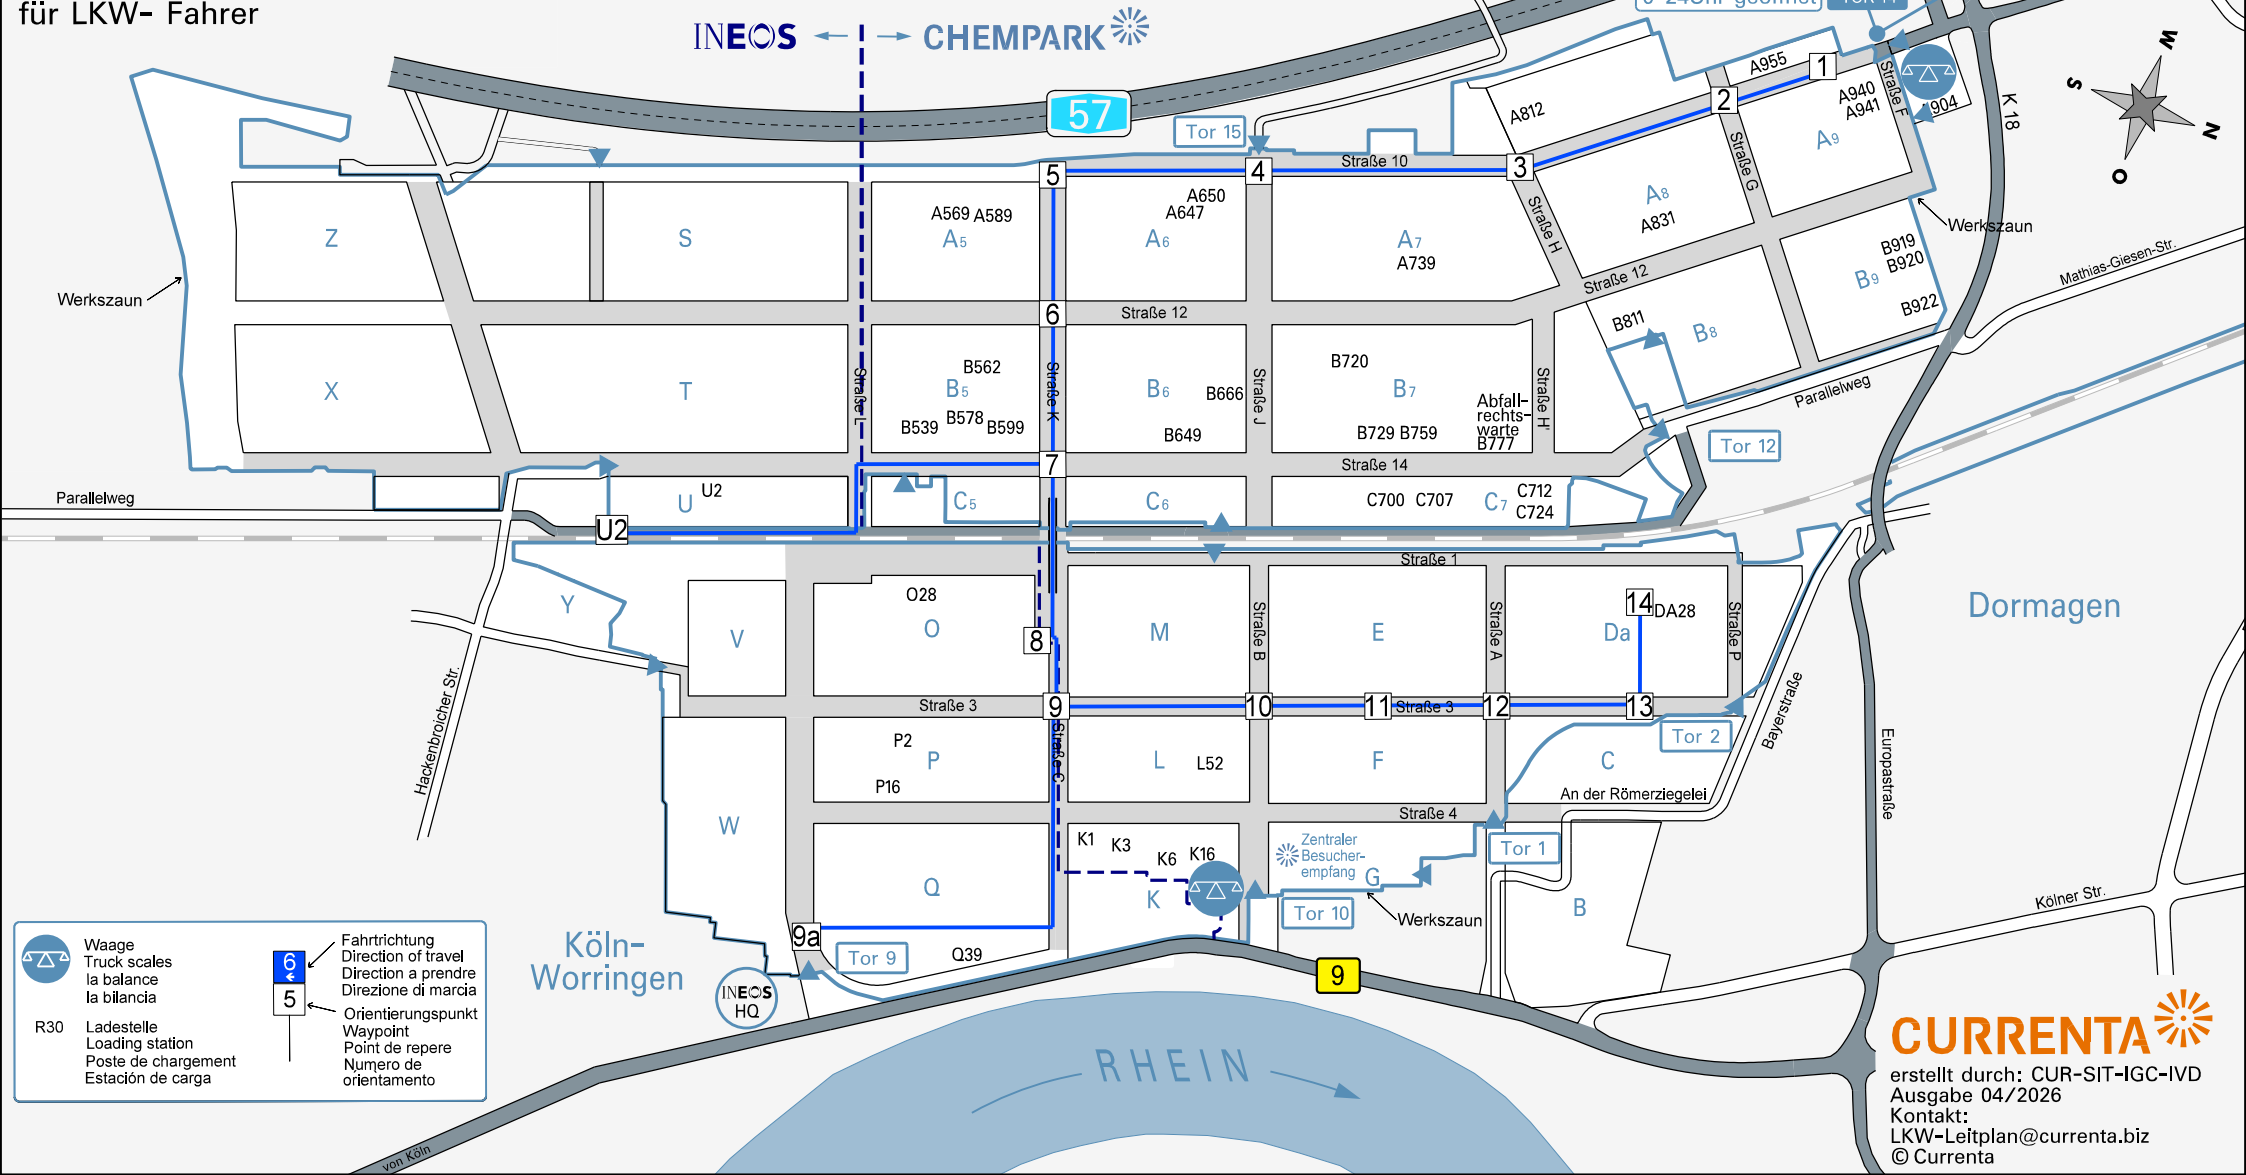 für LKW- Fahrer
INEOS
CHEMPARK
57
Tor 15
Straße 10
A812
A955
1
2
3
4
5
Straße F
A940
A941
A904
A9
K 18
W
S
N
O
Straße G
Straße H
A8
A831
Werkszaun
Mathias-Giesen-Str.
Z
S
A569 A589
A5
A650
A647
A6
A7
A739
B919
B920
B9
B922
Werkszaun
6
Straße 12
Straße 12
B811
B8
X
T
Straße L
B562
B5
B578
B539
B599
Straße K
B6
B666
B649
Straße J
B720
B7
B729 B759
Abfall-
rechts-
warte
B777
Straße H'
Parallelweg
Tor 12
7
Straße 14
Parallelweg
U
U2
U2
C5
C6
C700 C707
C7
C712
C724
Straße 1
Y
V
O28
O
8
M
Straße B
E
Straße A
Da
14
DA28
Straße P
Dormagen
Hackenbroicher Str.
Straße 3
9
10
11
Straße 3
12
13
Tor 2
Bayerstraße
Europastraße
P2
P
P16
Straße C
L
L52
F
C
An der Römerziegelei
Straße 4
W
Q
K1
K3
K6
K16
K
Zentraler
Besucher-
empfang
G
Tor 1
Tor 10
Werkszaun
B
Kölner Str.
9a
Tor 9
Q39
Köln-
Worringen
INEOS
HQ
9
Waage
Truck scales
la balance
la bilancia
R30
Ladestelle
Loading station
Poste de chargement
Estación de carga
6
5
Fahrtrichtung
Direction of travel
Direction a prendre
Direzione di marcia
Orientierungspunkt
Waypoint
Point de repere
Numero de
orientamento
von Köln
RHEIN
CURRENTA
erstellt durch: CUR-SIT-IGC-IVD
Ausgabe 04/2026
Kontakt:
LKW-Leitplan@currenta.biz
© Currenta